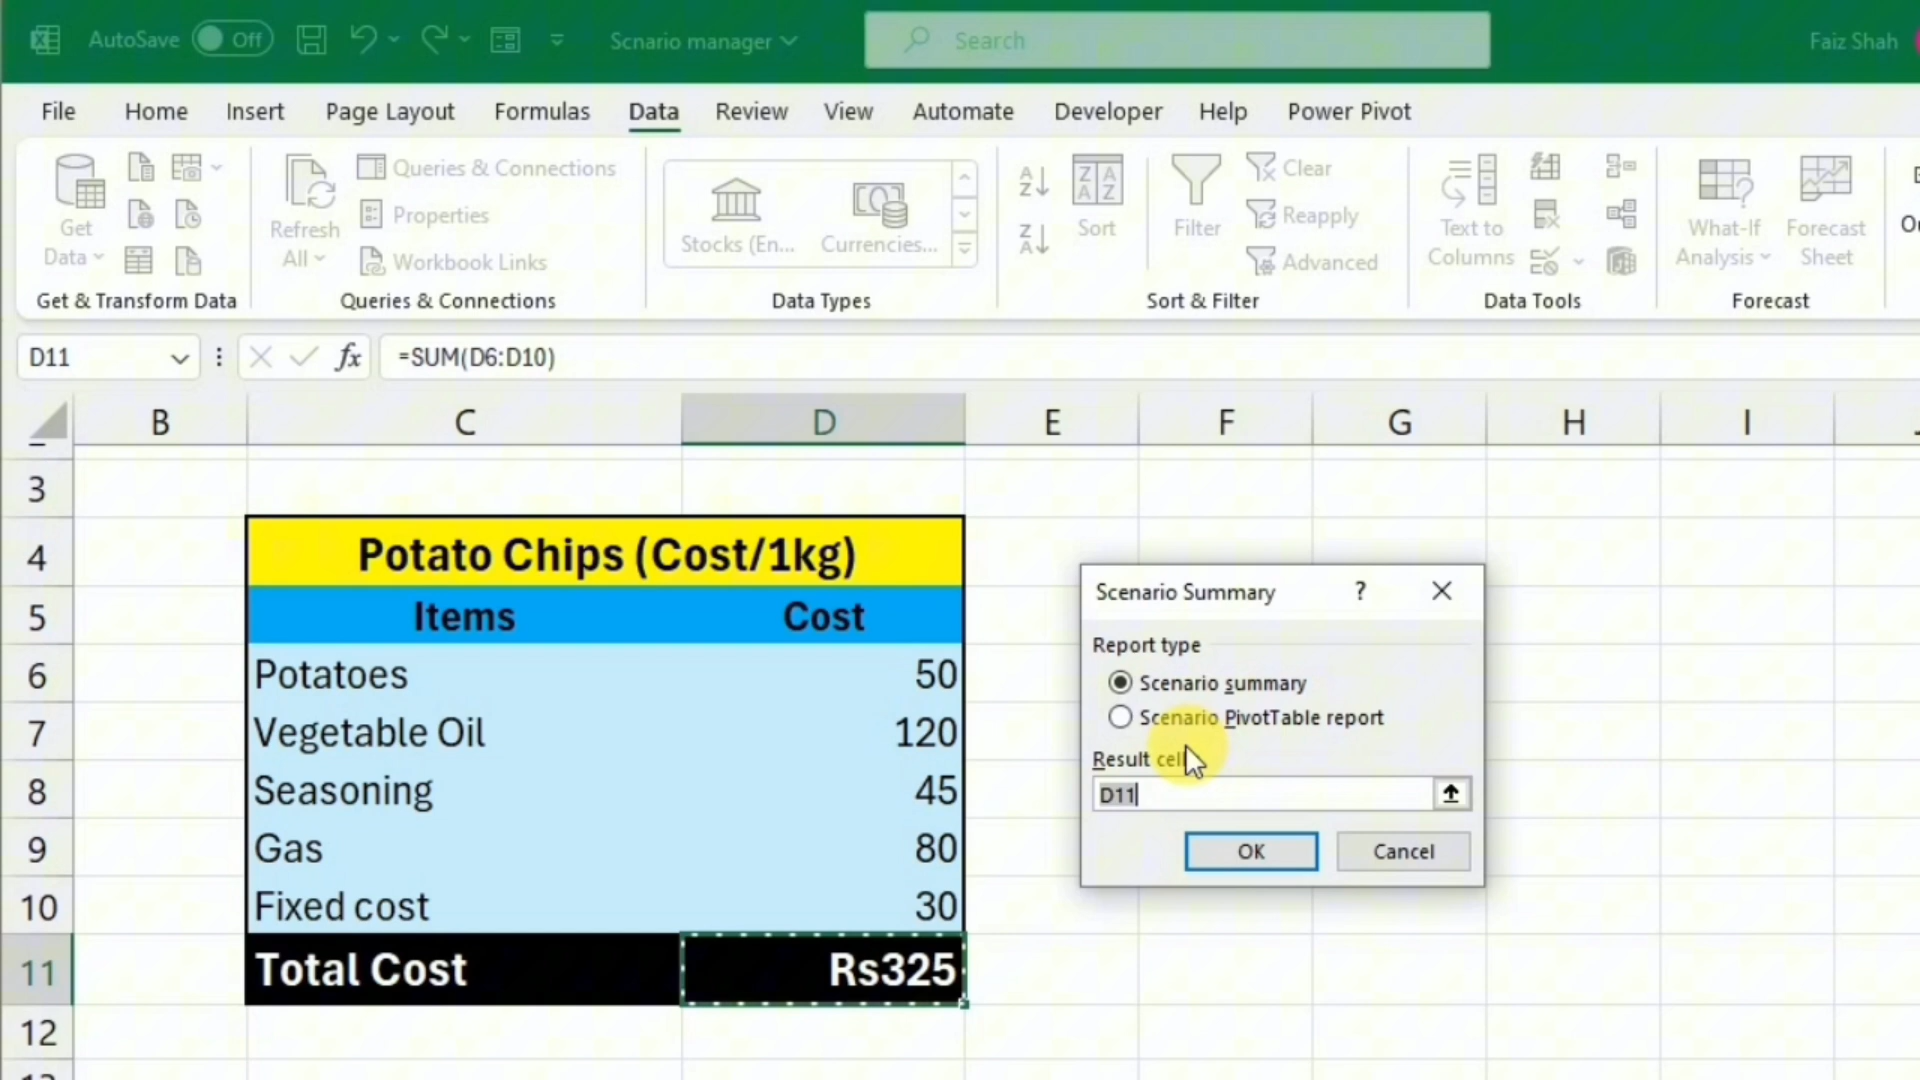 AutoSave Off Scnario manager Search Faiz Shah
File Home Insert Page Layout Formulas Data Review View Automate Developer Help Power Pivot
Get Data
Refresh All
Queries & Connections
Properties
Workbook Links
Stocks (En... Currencies...
Sort
Filter
Clear
Reapply
Advanced
Text to Columns
What-If Analysis
Forecast Sheet
Get & Transform Data Queries & Connections Data Types Sort & Filter Data Tools Forecast
D11 fx =SUM(D6:D10)
B C D E F G H I
3
4 Potato Chips (Cost/1kg)
5 Items Cost
6 Potatoes 50
7 Vegetable Oil 120
8 Seasoning 45
9 Gas 80
10 Fixed cost 30
11 Total Cost Rs325
12
Scenario Summary ?
Report type
Scenario summary
Scenario PivotTable report
Result cell
D11
OK Cancel